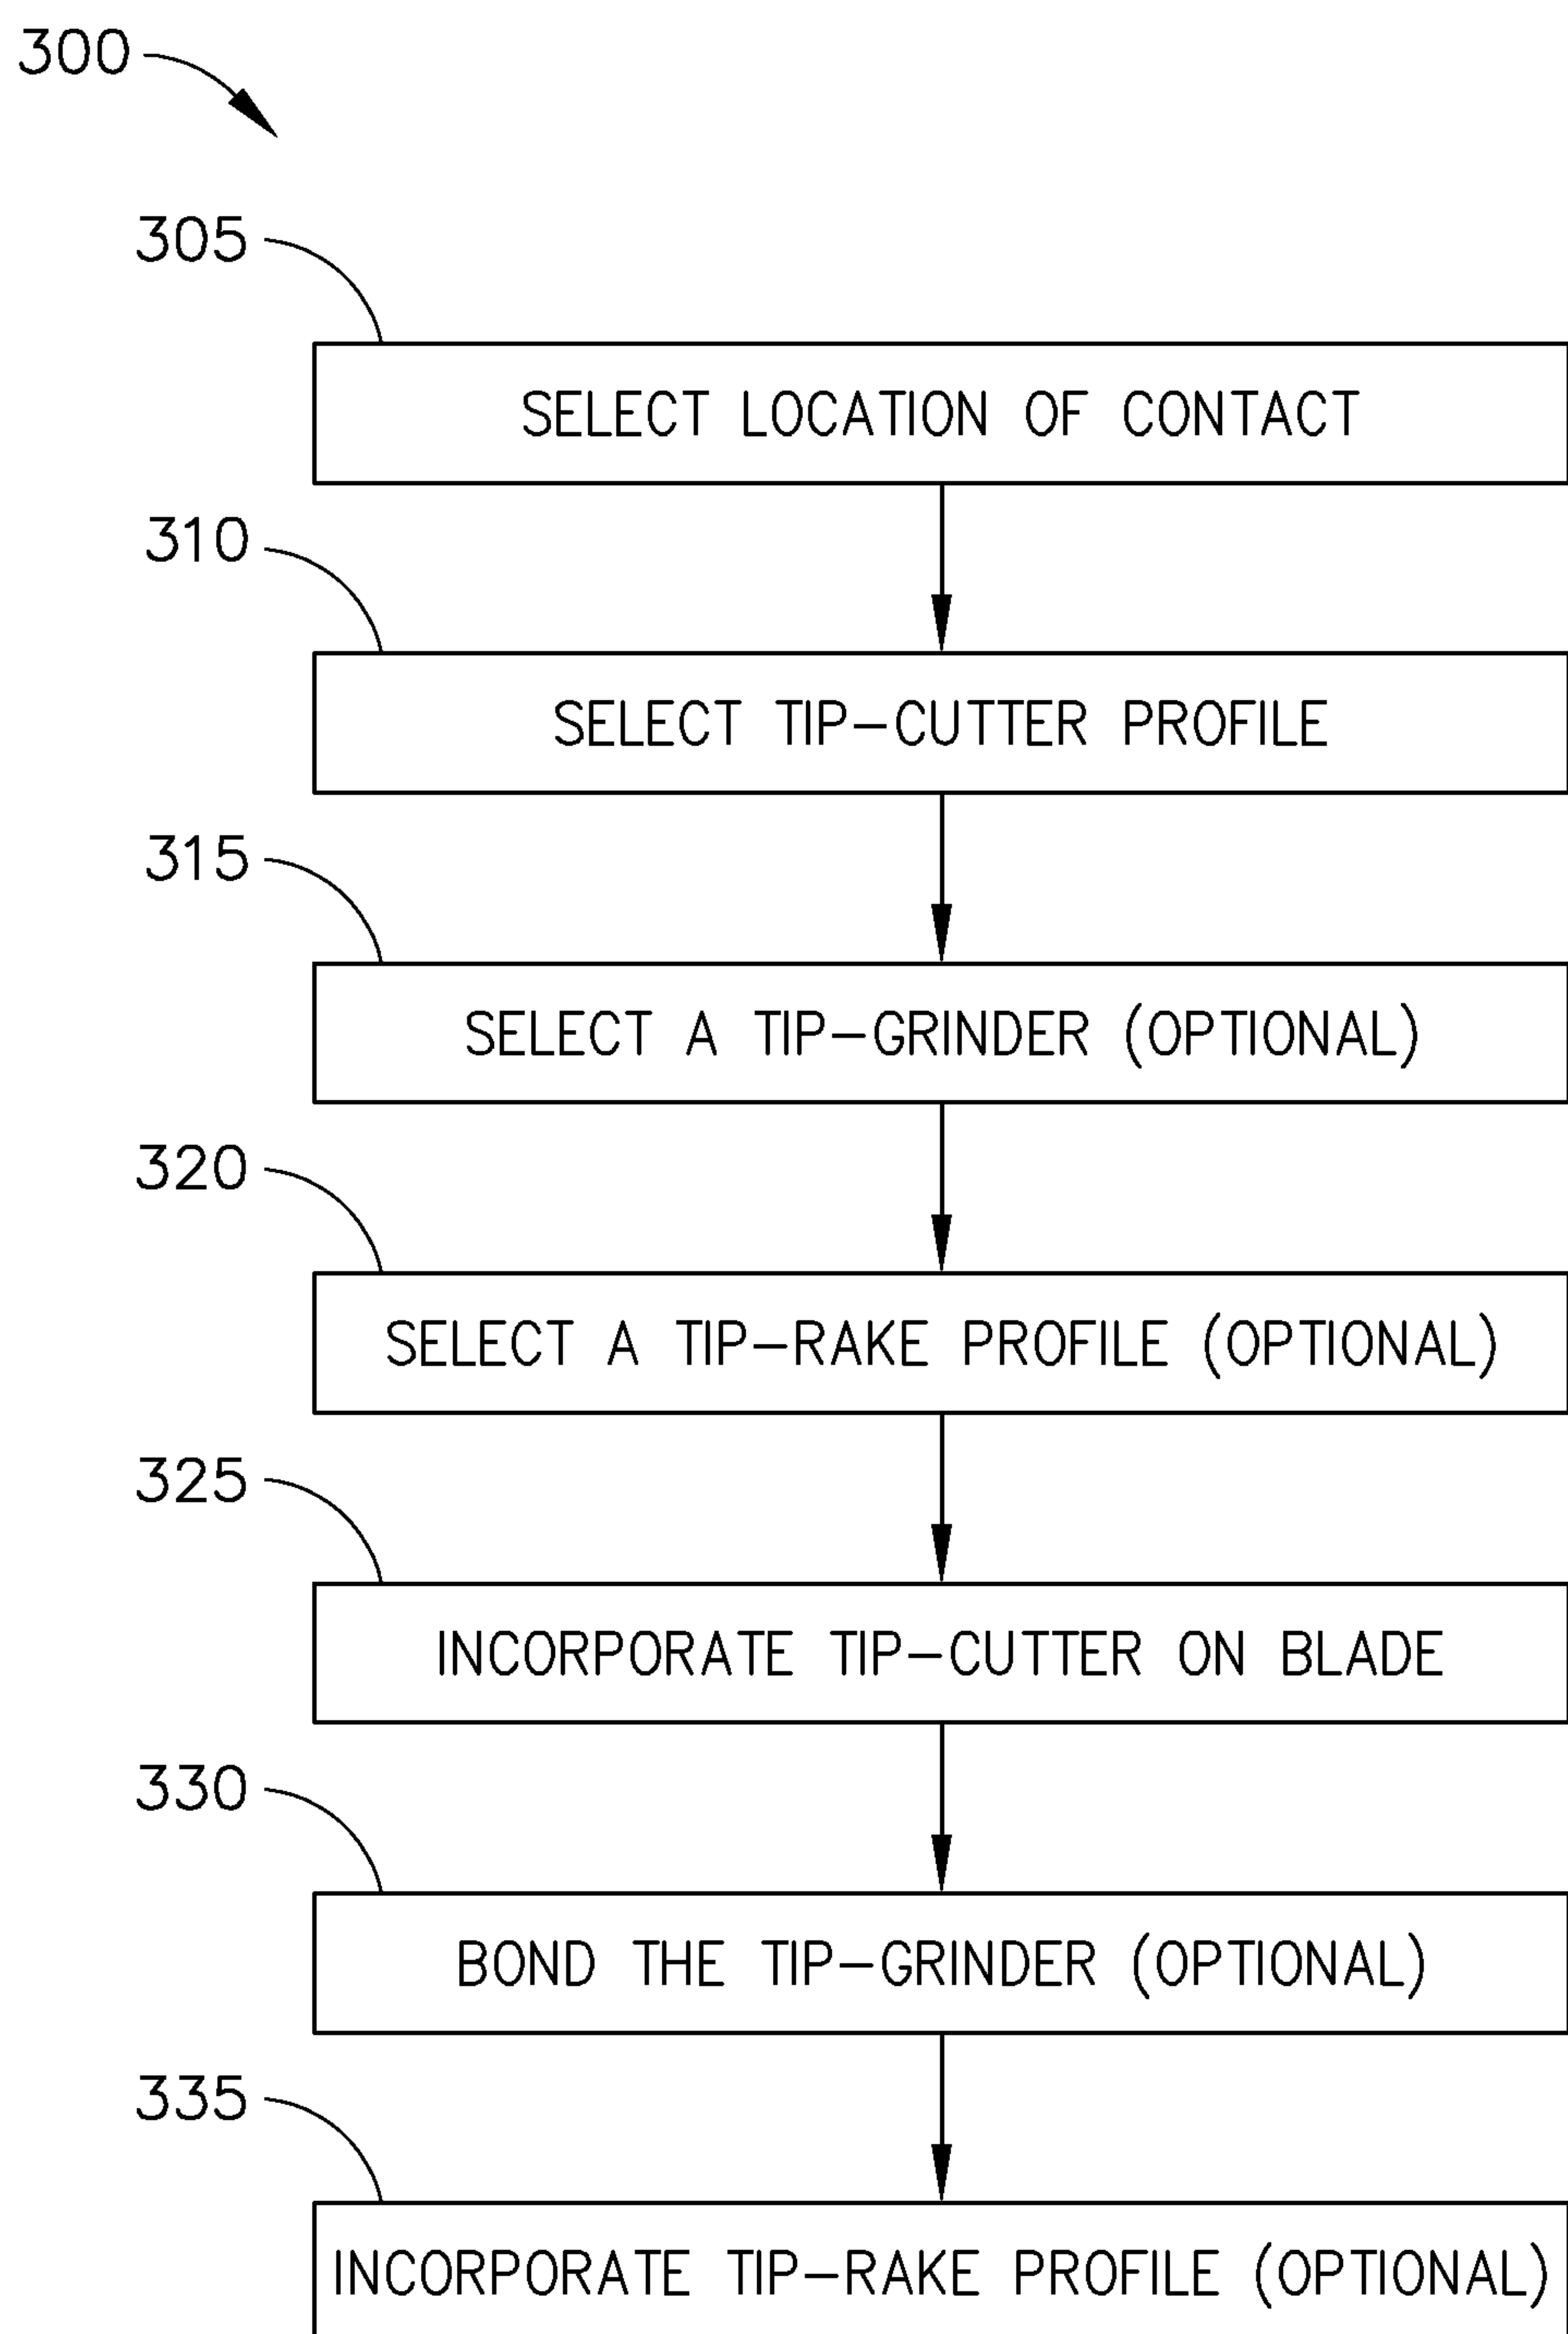 300
305
SELECT LOCATION OF CONTACT
310
SELECT TIP-CUTTER PROFILE
315
SELECT A TIP-GRINDER (OPTIONAL)
320
SELECT A TIP-RAKE PROFILE (OPTIONAL)
325
INCORPORATE TIP-CUTTER ON BLADE
330
BOND THE TIP-GRINDER (OPTIONAL)
335
INCORPORATE TIP-RAKE PROFILE (OPTIONAL)